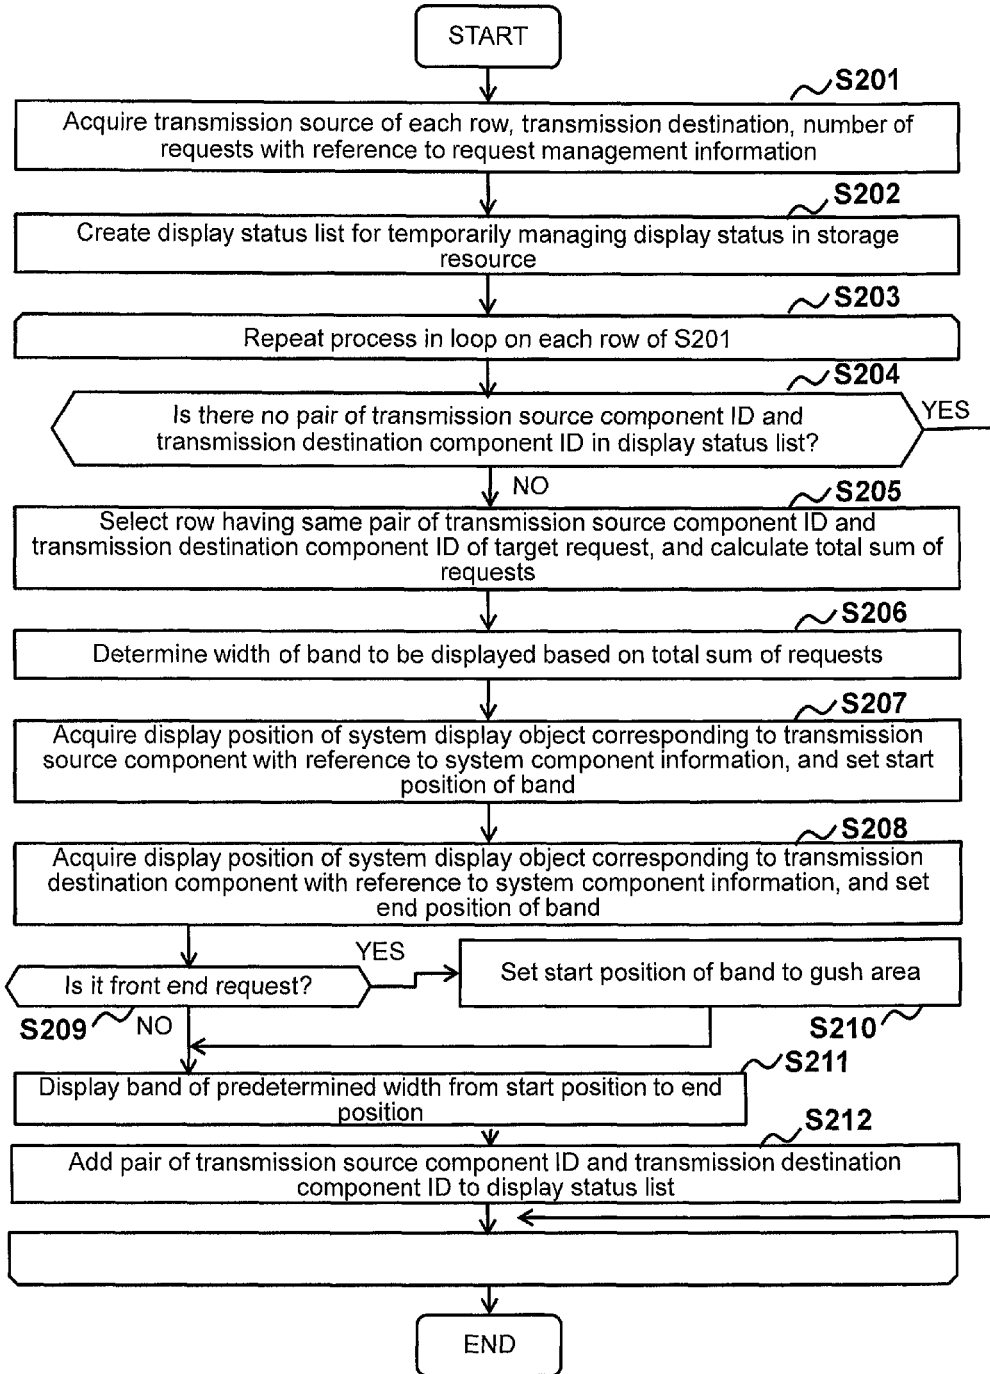 START
S201
Acquire transmission source of each row, transmission destination, number of
requests with reference to request management information
S202
Create display status list for temporarily managing display status in storage
resource
S203
Repeat process in loop on each row of S201
S204
Is there no pair of transmission source component ID and
transmission destination component ID in display status list?
YES
NO
S205
Select row having same pair of transmission source component ID and
transmission destination component ID of target request, and calculate total sum of
requests
S206
Determine width of band to be displayed based on total sum of requests
S207
Acquire display position of system display object corresponding to transmission
source component with reference to system component information, and set start
position of band
S208
Acquire display position of system display object corresponding to transmission
destination component with reference to system component information, and set
end position of band
YES
Is it front end request?
Set start position of band to gush area
S209
NO
S210
S211
Display band of predetermined width from start position to end
position
S212
Add pair of transmission source component ID and transmission destination
component ID to display status list
END